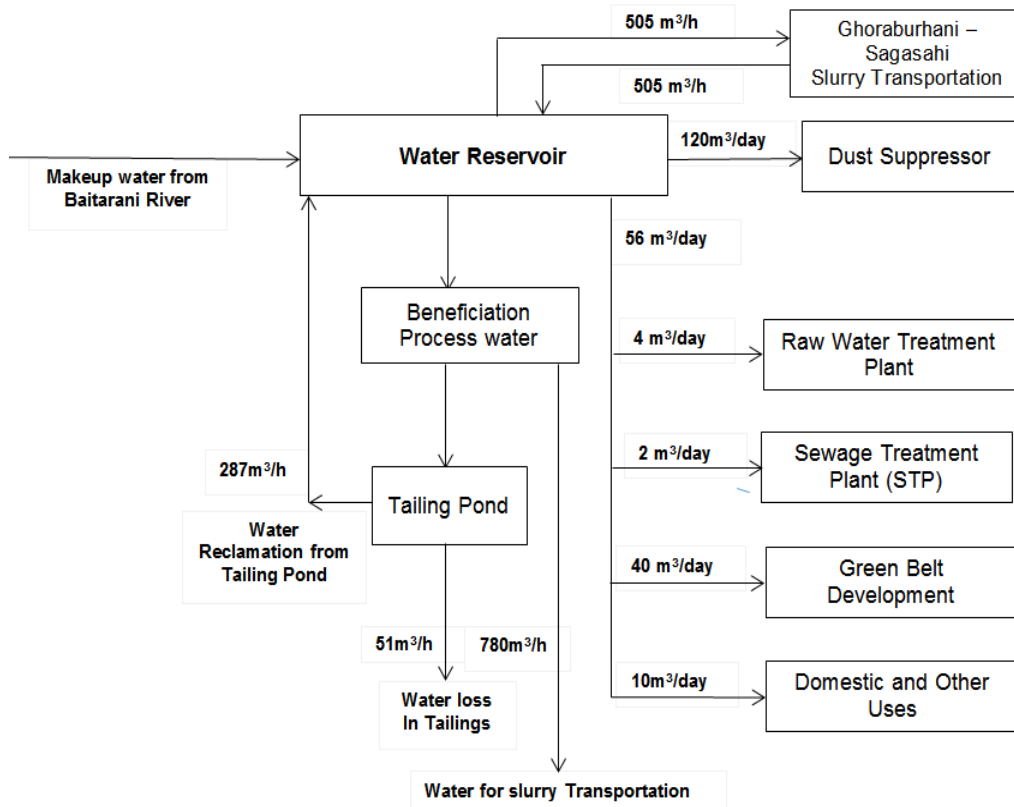 505 m³/h
Ghoraburhani –
Sagasahi
Slurry Transportation
505 m³/h
Water Reservoir
120m³/day
Dust Suppressor
Makeup water from
Baitarani River
56 m³/day
Beneficiation
Process water
4 m³/day
Raw Water Treatment
Plant
287m³/h
Tailing Pond
2 m³/day
Sewage Treatment
Plant (STP)
Water
Reclamation from
Tailing Pond
40 m³/day
Green Belt
Development
51m³/h
780m³/h
10m³/day
Domestic and Other
Uses
Water loss
In Tailings
Water for slurry Transportation